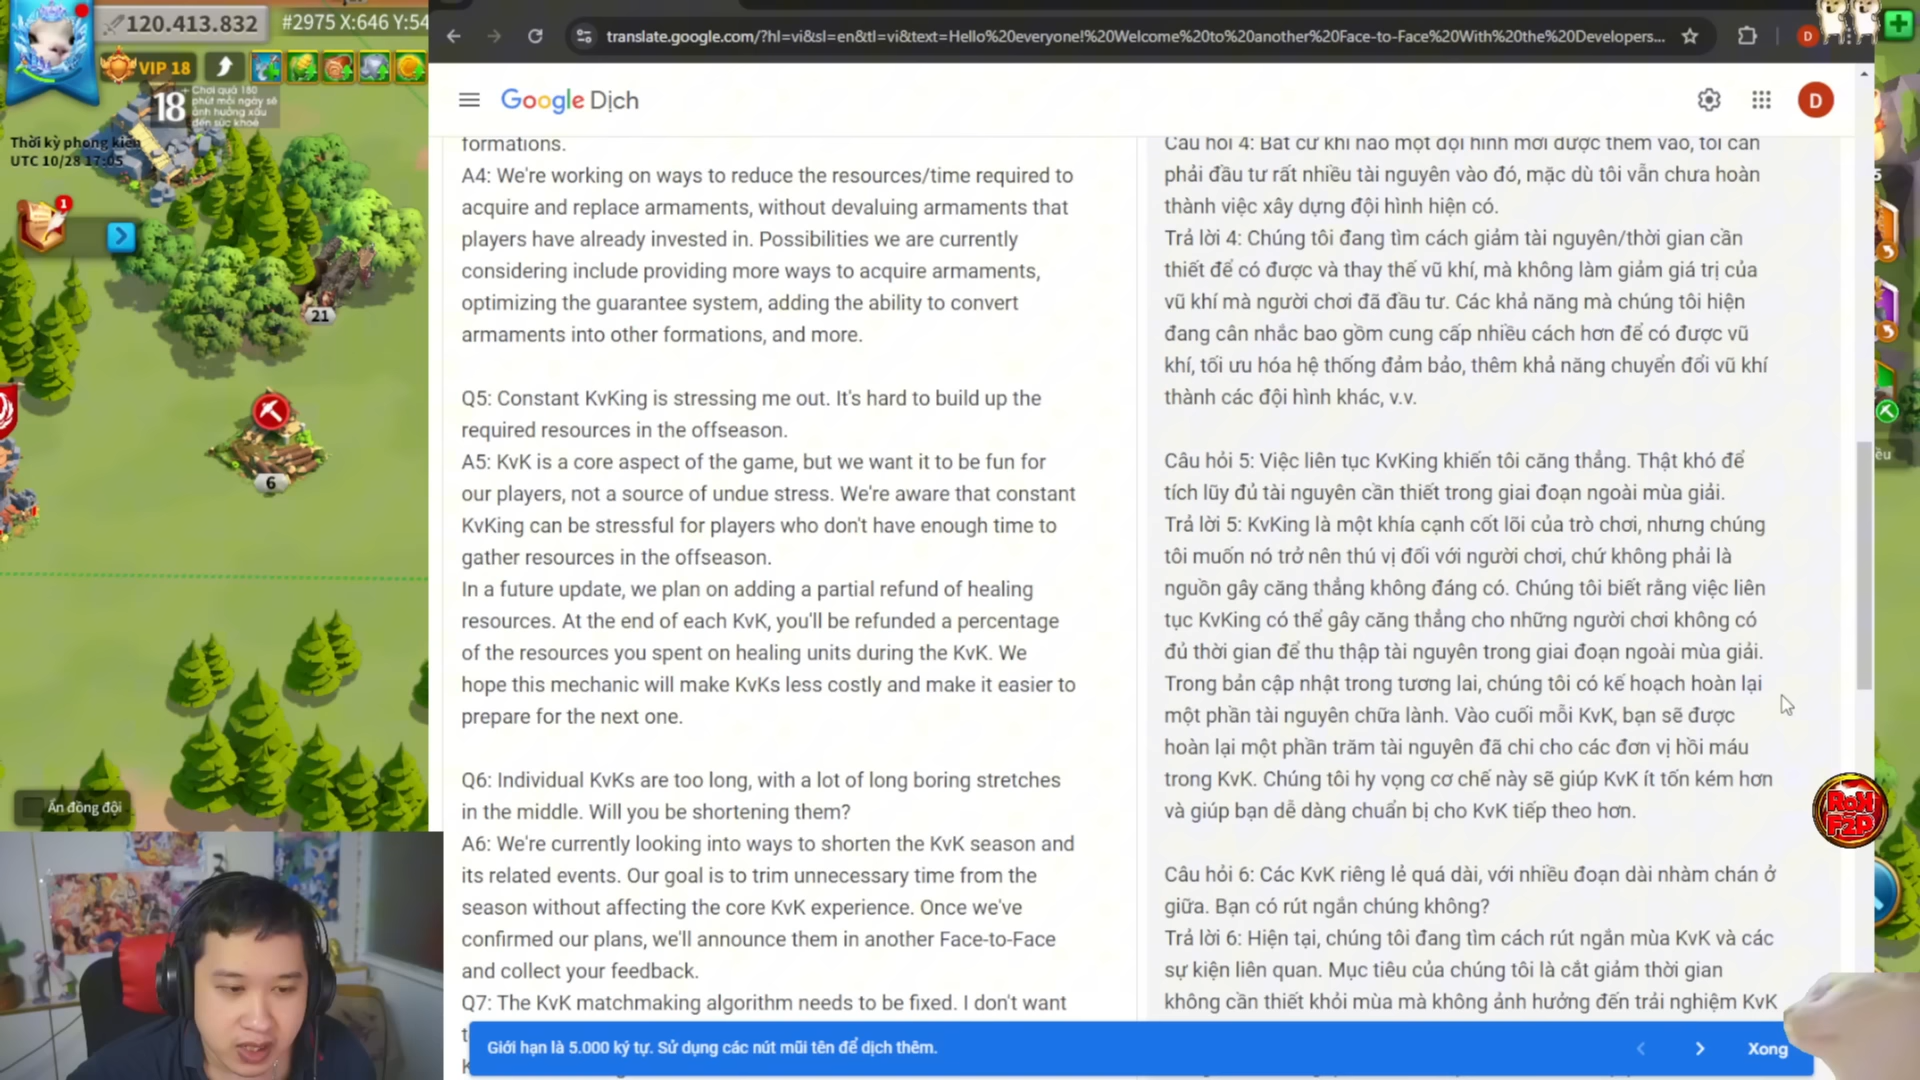 120.413.832
#2975 X:646 Y:54
VIP 18
18+
Chơi quá 180
phút mỗi ngày sẽ
ảnh hưởng xấu
đến sức khoẻ
Thời kỳ phong kiến
UTC 10/28 17:05
1
21
6
Ẩn đồng đội
translate.google.com/?hl=vi&sl=en&tl=vi&text=Hello%20everyone!%20Welcome%20to%20another%20Face-to-Face%20With%20the%20Developers...
D
Google Dịch
D
formations.
A4: We're working on ways to reduce the resources/time required to
acquire and replace armaments, without devaluing armaments that
players have already invested in. Possibilities we are currently
considering include providing more ways to acquire armaments,
optimizing the guarantee system, adding the ability to convert
armaments into other formations, and more.
Q5: Constant KvKing is stressing me out. It's hard to build up the
required resources in the offseason.
A5: KvK is a core aspect of the game, but we want it to be fun for
our players, not a source of undue stress. We're aware that constant
KvKing can be stressful for players who don't have enough time to
gather resources in the offseason.
In a future update, we plan on adding a partial refund of healing
resources. At the end of each KvK, you'll be refunded a percentage
of the resources you spent on healing units during the KvK. We
hope this mechanic will make KvKs less costly and make it easier to
prepare for the next one.
Q6: Individual KvKs are too long, with a lot of long boring stretches
in the middle. Will you be shortening them?
A6: We're currently looking into ways to shorten the KvK season and
its related events. Our goal is to trim unnecessary time from the
season without affecting the core KvK experience. Once we've
confirmed our plans, we'll announce them in another Face-to-Face
and collect your feedback.
Q7: The KvK matchmaking algorithm needs to be fixed. I don't want
Câu hỏi 4: Bất cứ khi nào một đội hình mới được thêm vào, tôi cần
phải đầu tư rất nhiều tài nguyên vào đó, mặc dù tôi vẫn chưa hoàn
thành việc xây dựng đội hình hiện có.
Trả lời 4: Chúng tôi đang tìm cách giảm tài nguyên/thời gian cần
thiết để có được và thay thế vũ khí, mà không làm giảm giá trị của
vũ khí mà người chơi đã đầu tư. Các khả năng mà chúng tôi hiện
đang cân nhắc bao gồm cung cấp nhiều cách hơn để có được vũ
khí, tối ưu hóa hệ thống đảm bảo, thêm khả năng chuyển đổi vũ khí
thành các đội hình khác, v.v.
Câu hỏi 5: Việc liên tục KvKing khiến tôi căng thẳng. Thật khó để
tích lũy đủ tài nguyên cần thiết trong giai đoạn ngoài mùa giải.
Trả lời 5: KvKing là một khía cạnh cốt lõi của trò chơi, nhưng chúng
tôi muốn nó trở nên thú vị đối với người chơi, chứ không phải là
nguồn gây căng thẳng không đáng có. Chúng tôi biết rằng việc liên
tục KvKing có thể gây căng thẳng cho những người chơi không có
đủ thời gian để thu thập tài nguyên trong giai đoạn ngoài mùa giải.
Trong bản cập nhật trong tương lai, chúng tôi có kế hoạch hoàn lại
một phần tài nguyên chữa lành. Vào cuối mỗi KvK, bạn sẽ được
hoàn lại một phần trăm tài nguyên đã chi cho các đơn vị hồi máu
trong KvK. Chúng tôi hy vọng cơ chế này sẽ giúp KvK ít tốn kém hơn
và giúp bạn dễ dàng chuẩn bị cho KvK tiếp theo hơn.
Câu hỏi 6: Các KvK riêng lẻ quá dài, với nhiều đoạn dài nhàm chán ở
giữa. Bạn có rút ngắn chúng không?
Trả lời 6: Hiện tại, chúng tôi đang tìm cách rút ngắn mùa KvK và các
sự kiện liên quan. Mục tiêu của chúng tôi là cắt giảm thời gian
không cần thiết khỏi mùa mà không ảnh hưởng đến trải nghiệm KvK
Giới hạn là 5.000 ký tự. Sử dụng các nút mũi tên để dịch thêm.
Xong
ROK
F2P